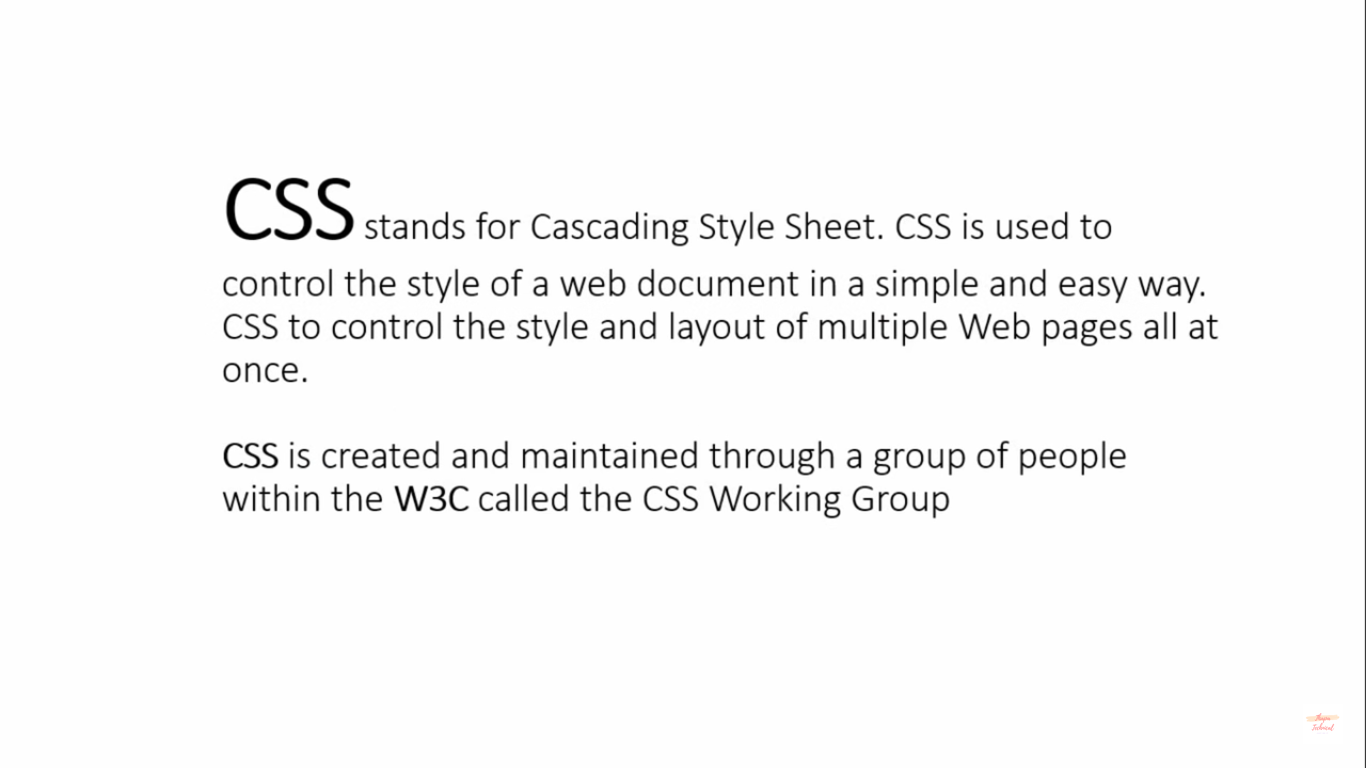 CSS stands for Cascading Style Sheet. CSS is used to
control the style of a web document in a simple and easy way.
CSS to control the style and layout of multiple Web pages all at
once.
CSS is created and maintained through a group of people
within the W3C called the CSS Working Group
Technical